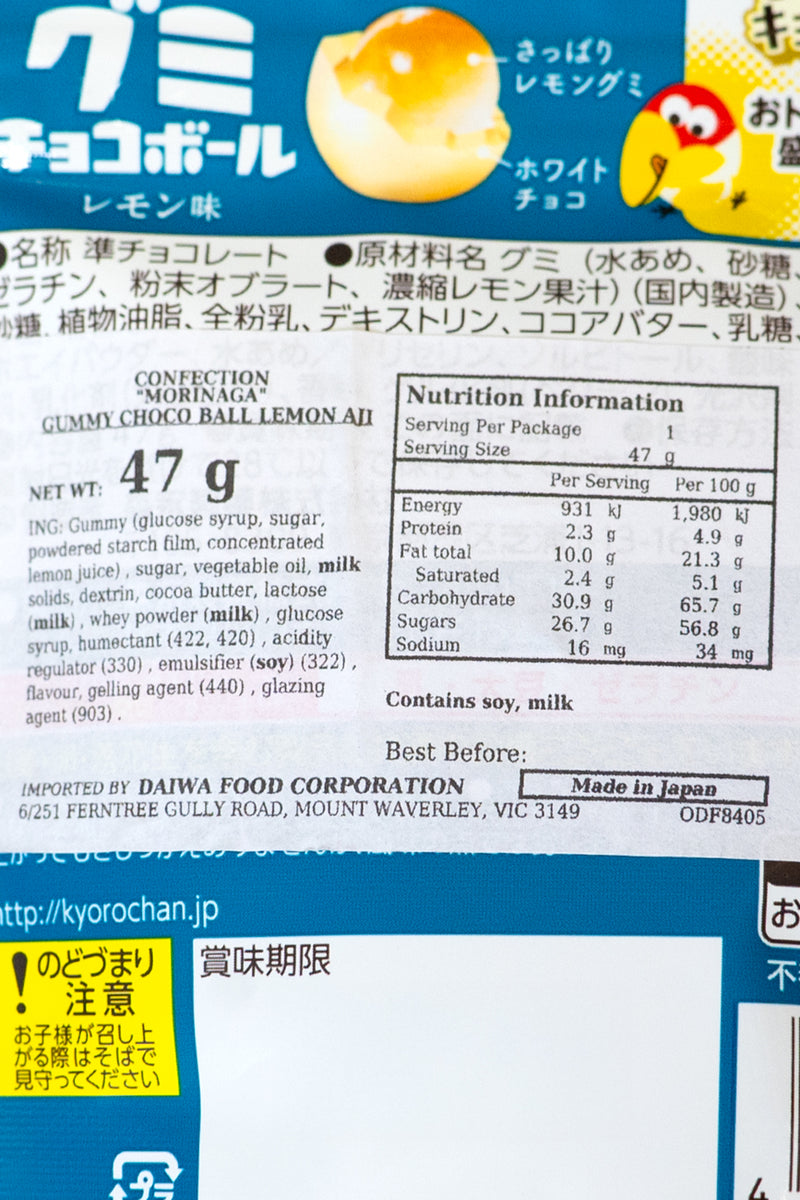 グミ
チョコボール
レモン味
さっぱり
レモングミ
ホワイト
チョコ
●名称 準チョコレート ●原材料名 グミ (水あめ、砂糖、
ゼラチン、粉末オブラート、濃縮レモン果汁) (国内製造)、
砂糖、植物油脂、全粉乳、デキストリン、ココアバター、乳糖、
CONFECTION
"MORINAGA"
GUMMY CHOCO BALL LEMON AJI
NET WT: 47 g
ING: Gummy (glucose syrup, sugar,
powdered starch film, concentrated
lemon juice) , sugar, vegetable oil, milk
solids, dextrin, cocoa butter, lactose
(milk) , whey powder (milk) , glucose
syrup, humectant (422, 420) , acidity
regulator (330) , emulsifier (soy) (322) ,
flavour, gelling agent (440) , glazing
agent (903) .
Nutrition Information
Serving Per Package 1
Serving Size 47 g
Per Serving Per 100 g
Energy 931 kJ 1,980 kJ
Protein 2.3 g 4.9 g
Fat total 10.0 g 21.3 g
Saturated 2.4 g 5.1 g
Carbohydrate 30.9 g 65.7 g
Sugars 26.7 g 56.8 g
Sodium 16 mg 34 mg
Contains soy, milk
Best Before:
IMPORTED BY DAIWA FOOD CORPORATION
Made in Japan
6/251 FERNTREE GULLY ROAD, MOUNT WAVERLEY, VIC 3149
ODF8405
http://kyorochan.jp
!のどづまり
注意
お子様が召し上
がる際はそばで
見守ってください
賞味期限
プラ
4